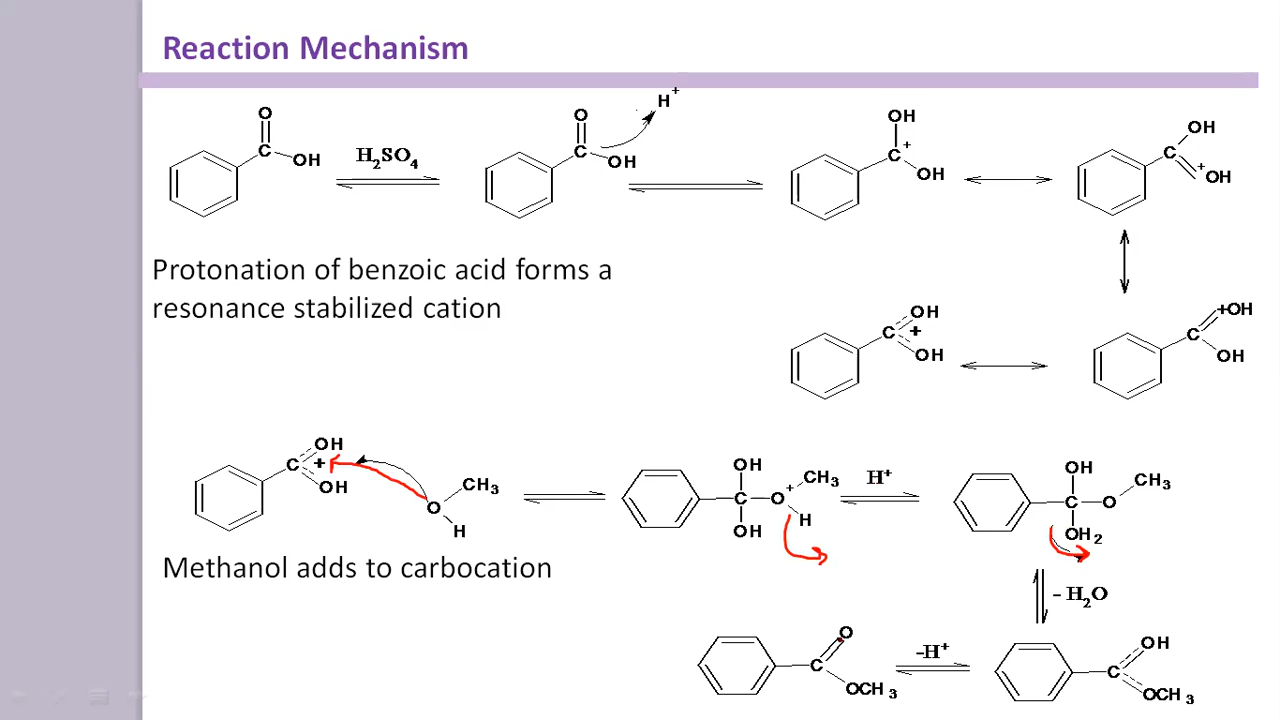 Reaction Mechanism
O
C
OH
H₂SO₄
O
C
OH
H⁺
OH
C⁺
OH
OH
C
⁺OH
Protonation of benzoic acid forms a
resonance stabilized cation
OH
C
+
OH
+OH
C
OH
OH
C
+
OH
O
CH₃
H
OH
C
O⁺
CH₃
H
OH
H⁺
OH
C
O
CH₃
OH₂
Methanol adds to carbocation
- H₂O
O
C
OCH₃
-H⁺
OH
C
OCH₃